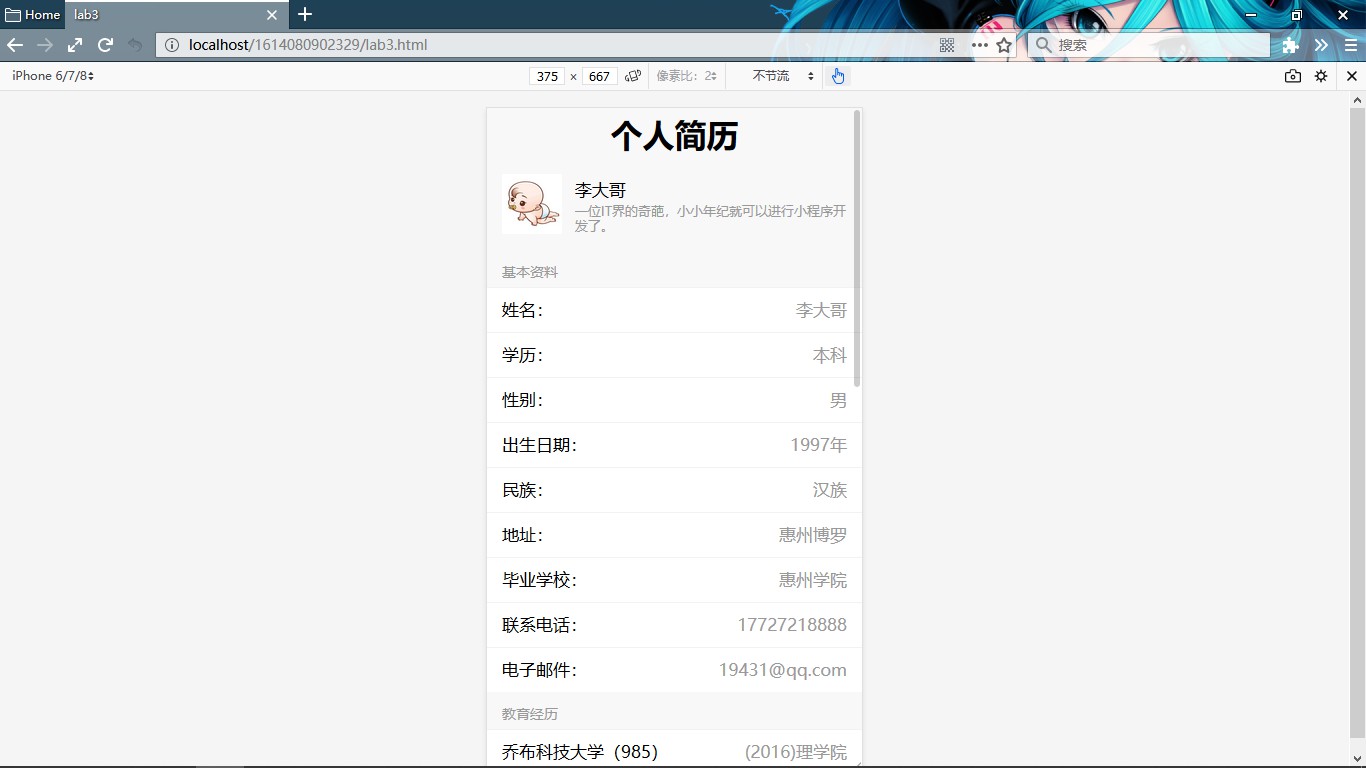 Home
lab3
localhost/1614080902329/lab3.html
搜索
iPhone 6/7/8
375 × 667
像素比：2
不节流
个人简历
李大哥
一位IT界的奇葩，小小年纪就可以进行小程序开
发了。
基本资料
姓名： 李大哥
学历： 本科
性别： 男
出生日期： 1997年
民族： 汉族
地址： 惠州博罗
毕业学校： 惠州学院
联系电话： 17727218888
电子邮件： 19431@qq.com
教育经历
乔布科技大学（985） (2016)理学院